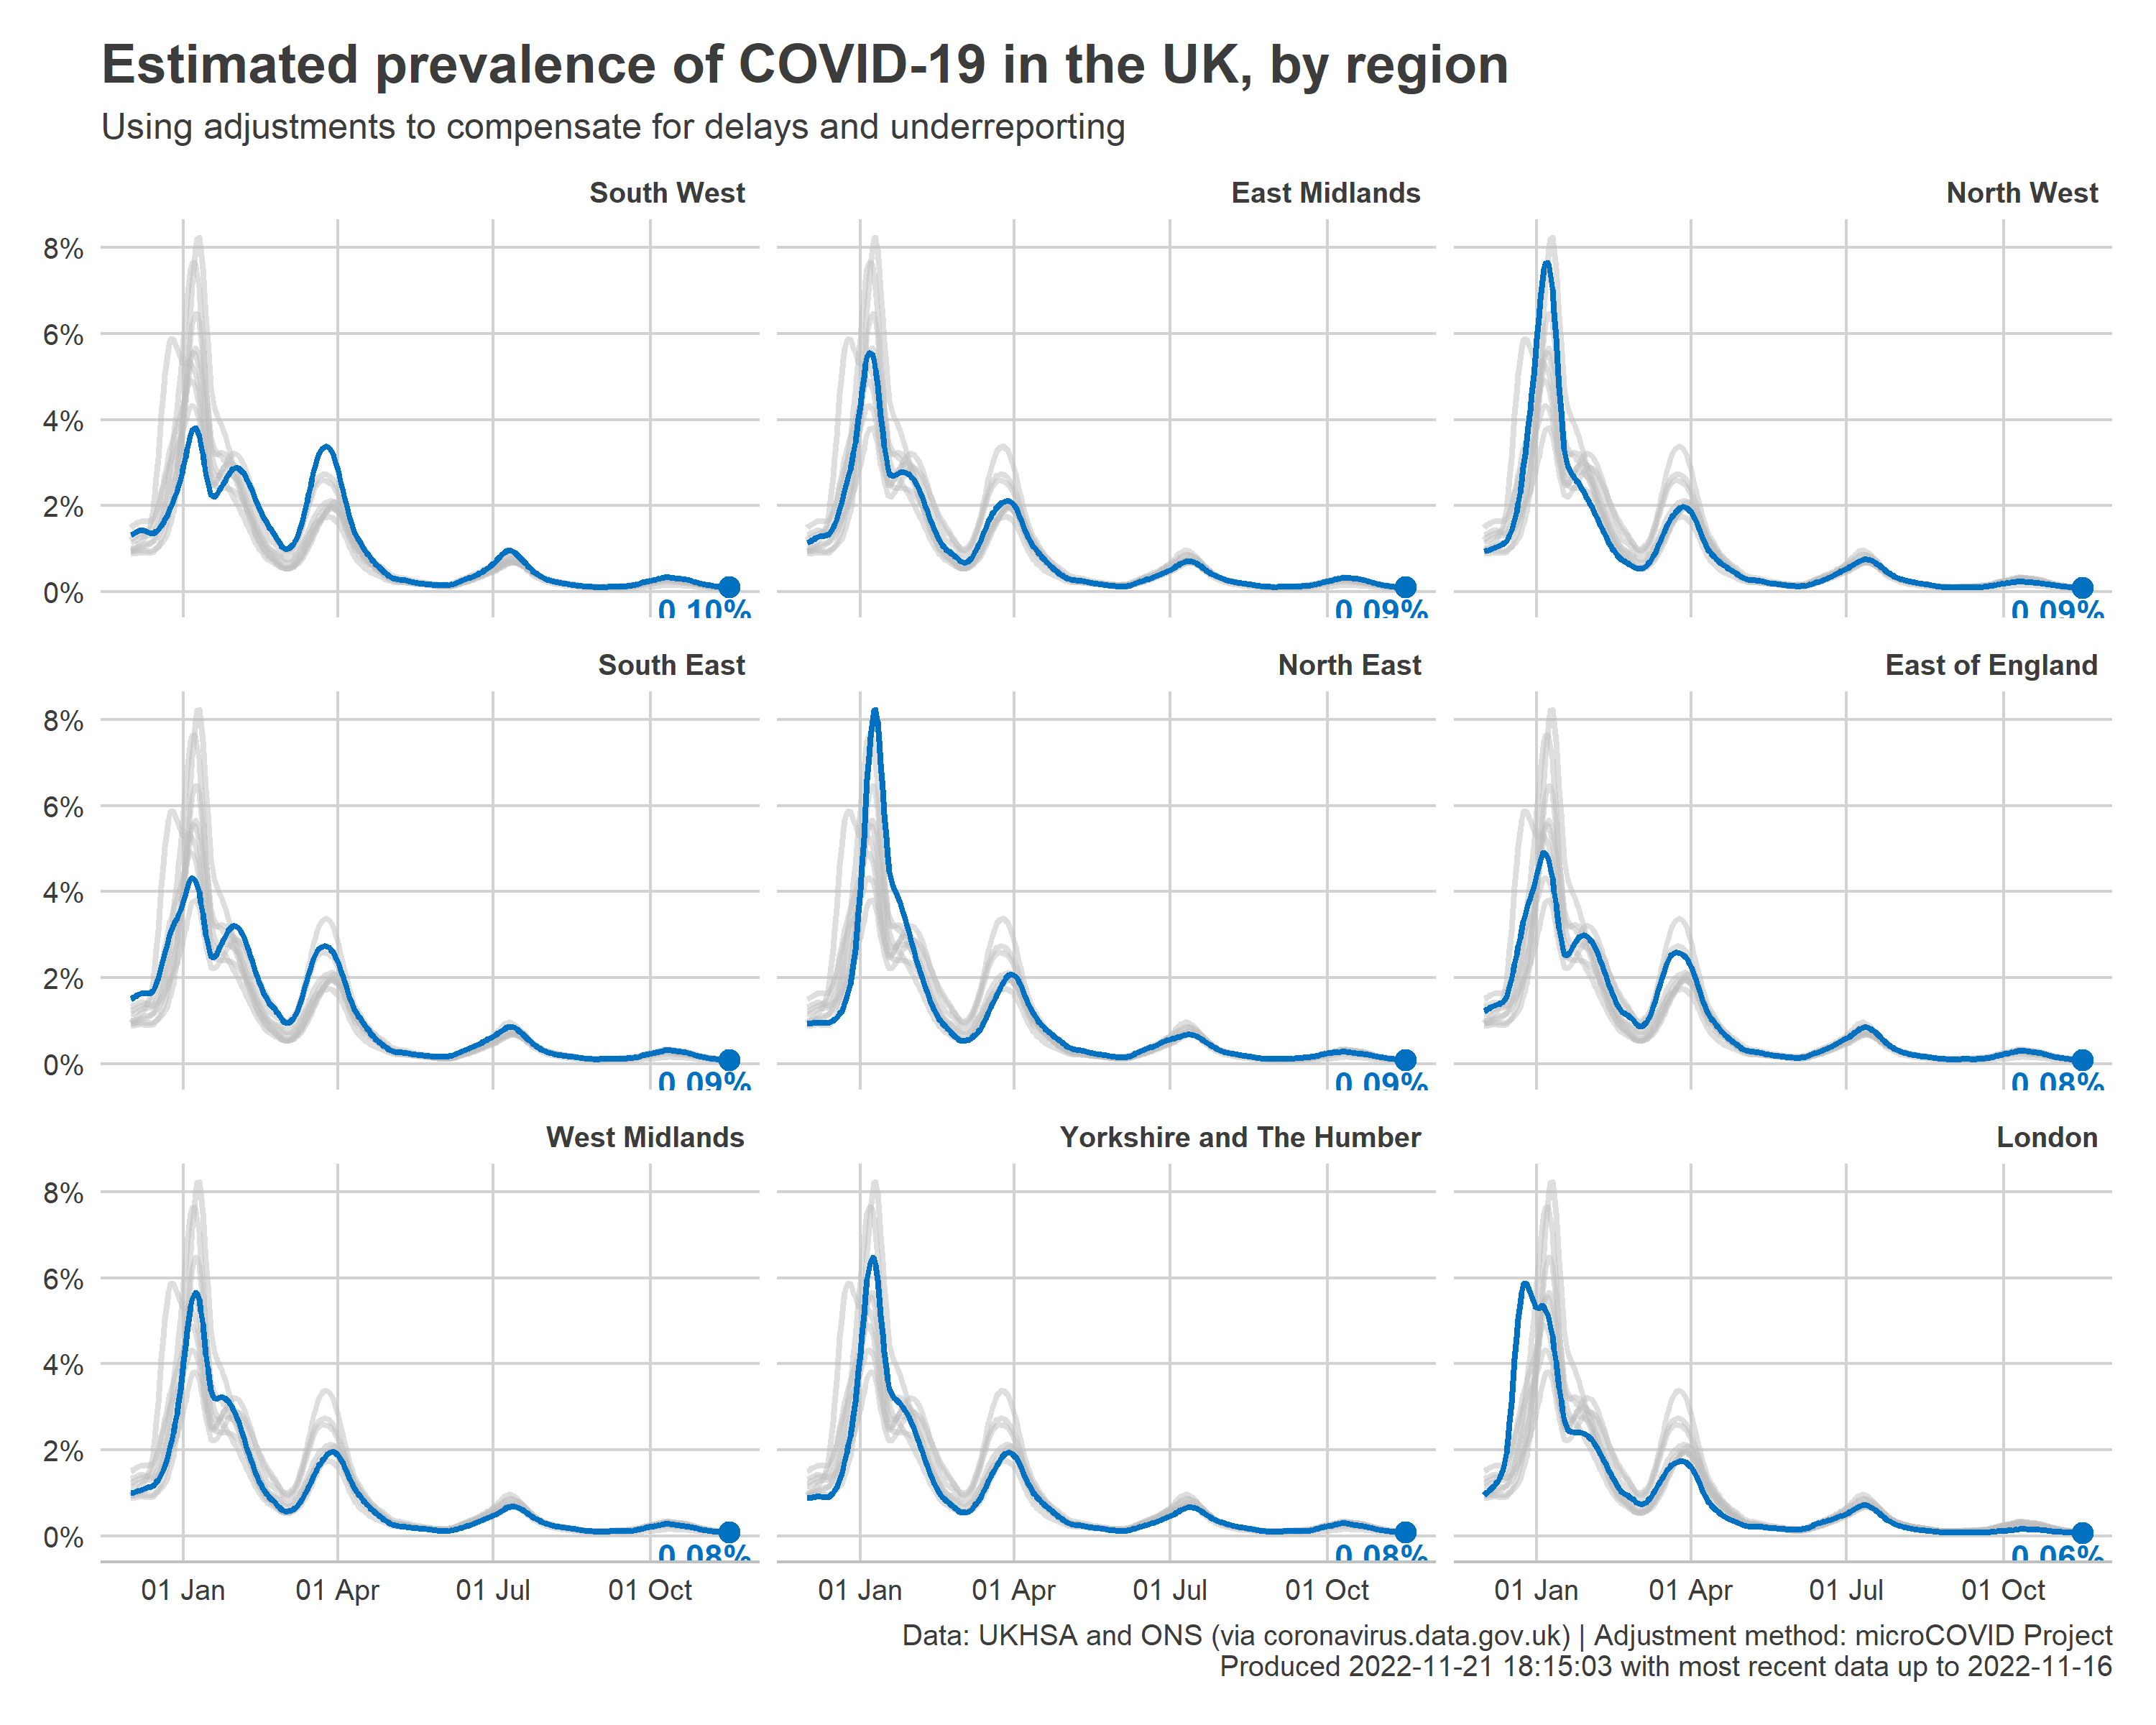 Estimated prevalence of COVID-19 in the UK, by region
Using adjustments to compensate for delays and underreporting
South West
East Midlands
North West
8%
6%
4%
2%
0%
0.10%
0.09%
0.09%
South East
North East
East of England
8%
6%
4%
2%
0%
0.09%
0.09%
0.08%
West Midlands
Yorkshire and The Humber
London
8%
6%
4%
2%
0%
0.08%
0.08%
0.06%
01 Jan 01 Apr 01 Jul 01 Oct
01 Jan 01 Apr 01 Jul 01 Oct
01 Jan 01 Apr 01 Jul 01 Oct
Data: UKHSA and ONS (via coronavirus.data.gov.uk) | Adjustment method: microCOVID Project
Produced 2022-11-21 18:15:03 with most recent data up to 2022-11-16